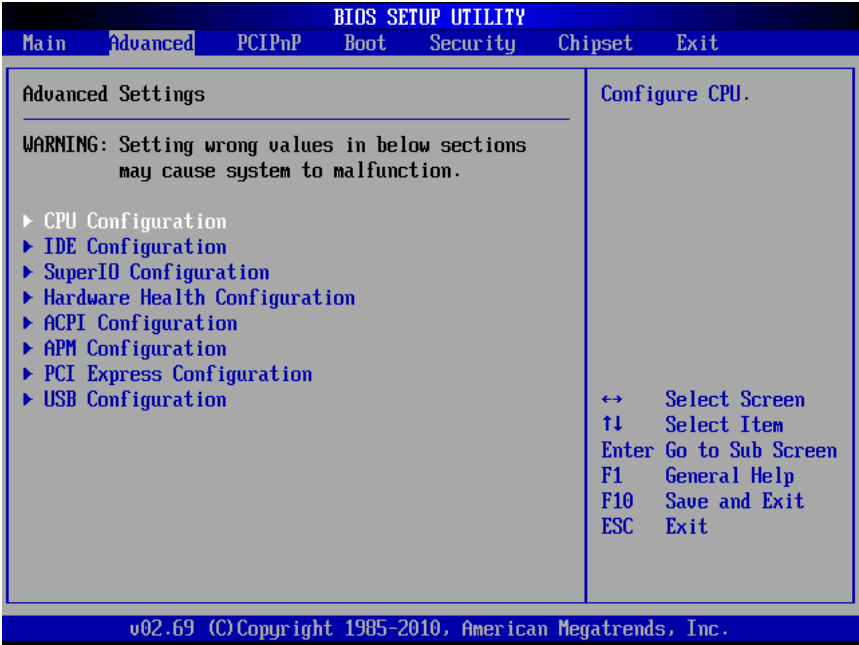 BIOS SETUP UTILITY
Main Advanced PCIPnP Boot Security Chipset Exit
Advanced Settings
WARNING: Setting wrong values in below sections
may cause system to malfunction.
CPU Configuration
IDE Configuration
SuperIO Configuration
Hardware Health Configuration
ACPI Configuration
APM Configuration
PCI Express Configuration
USB Configuration
Configure CPU.
↔ Select Screen
↑↓ Select Item
Enter Go to Sub Screen
F1 General Help
F10 Save and Exit
ESC Exit
v02.69 (C)Copyright 1985-2010, American Megatrends, Inc.